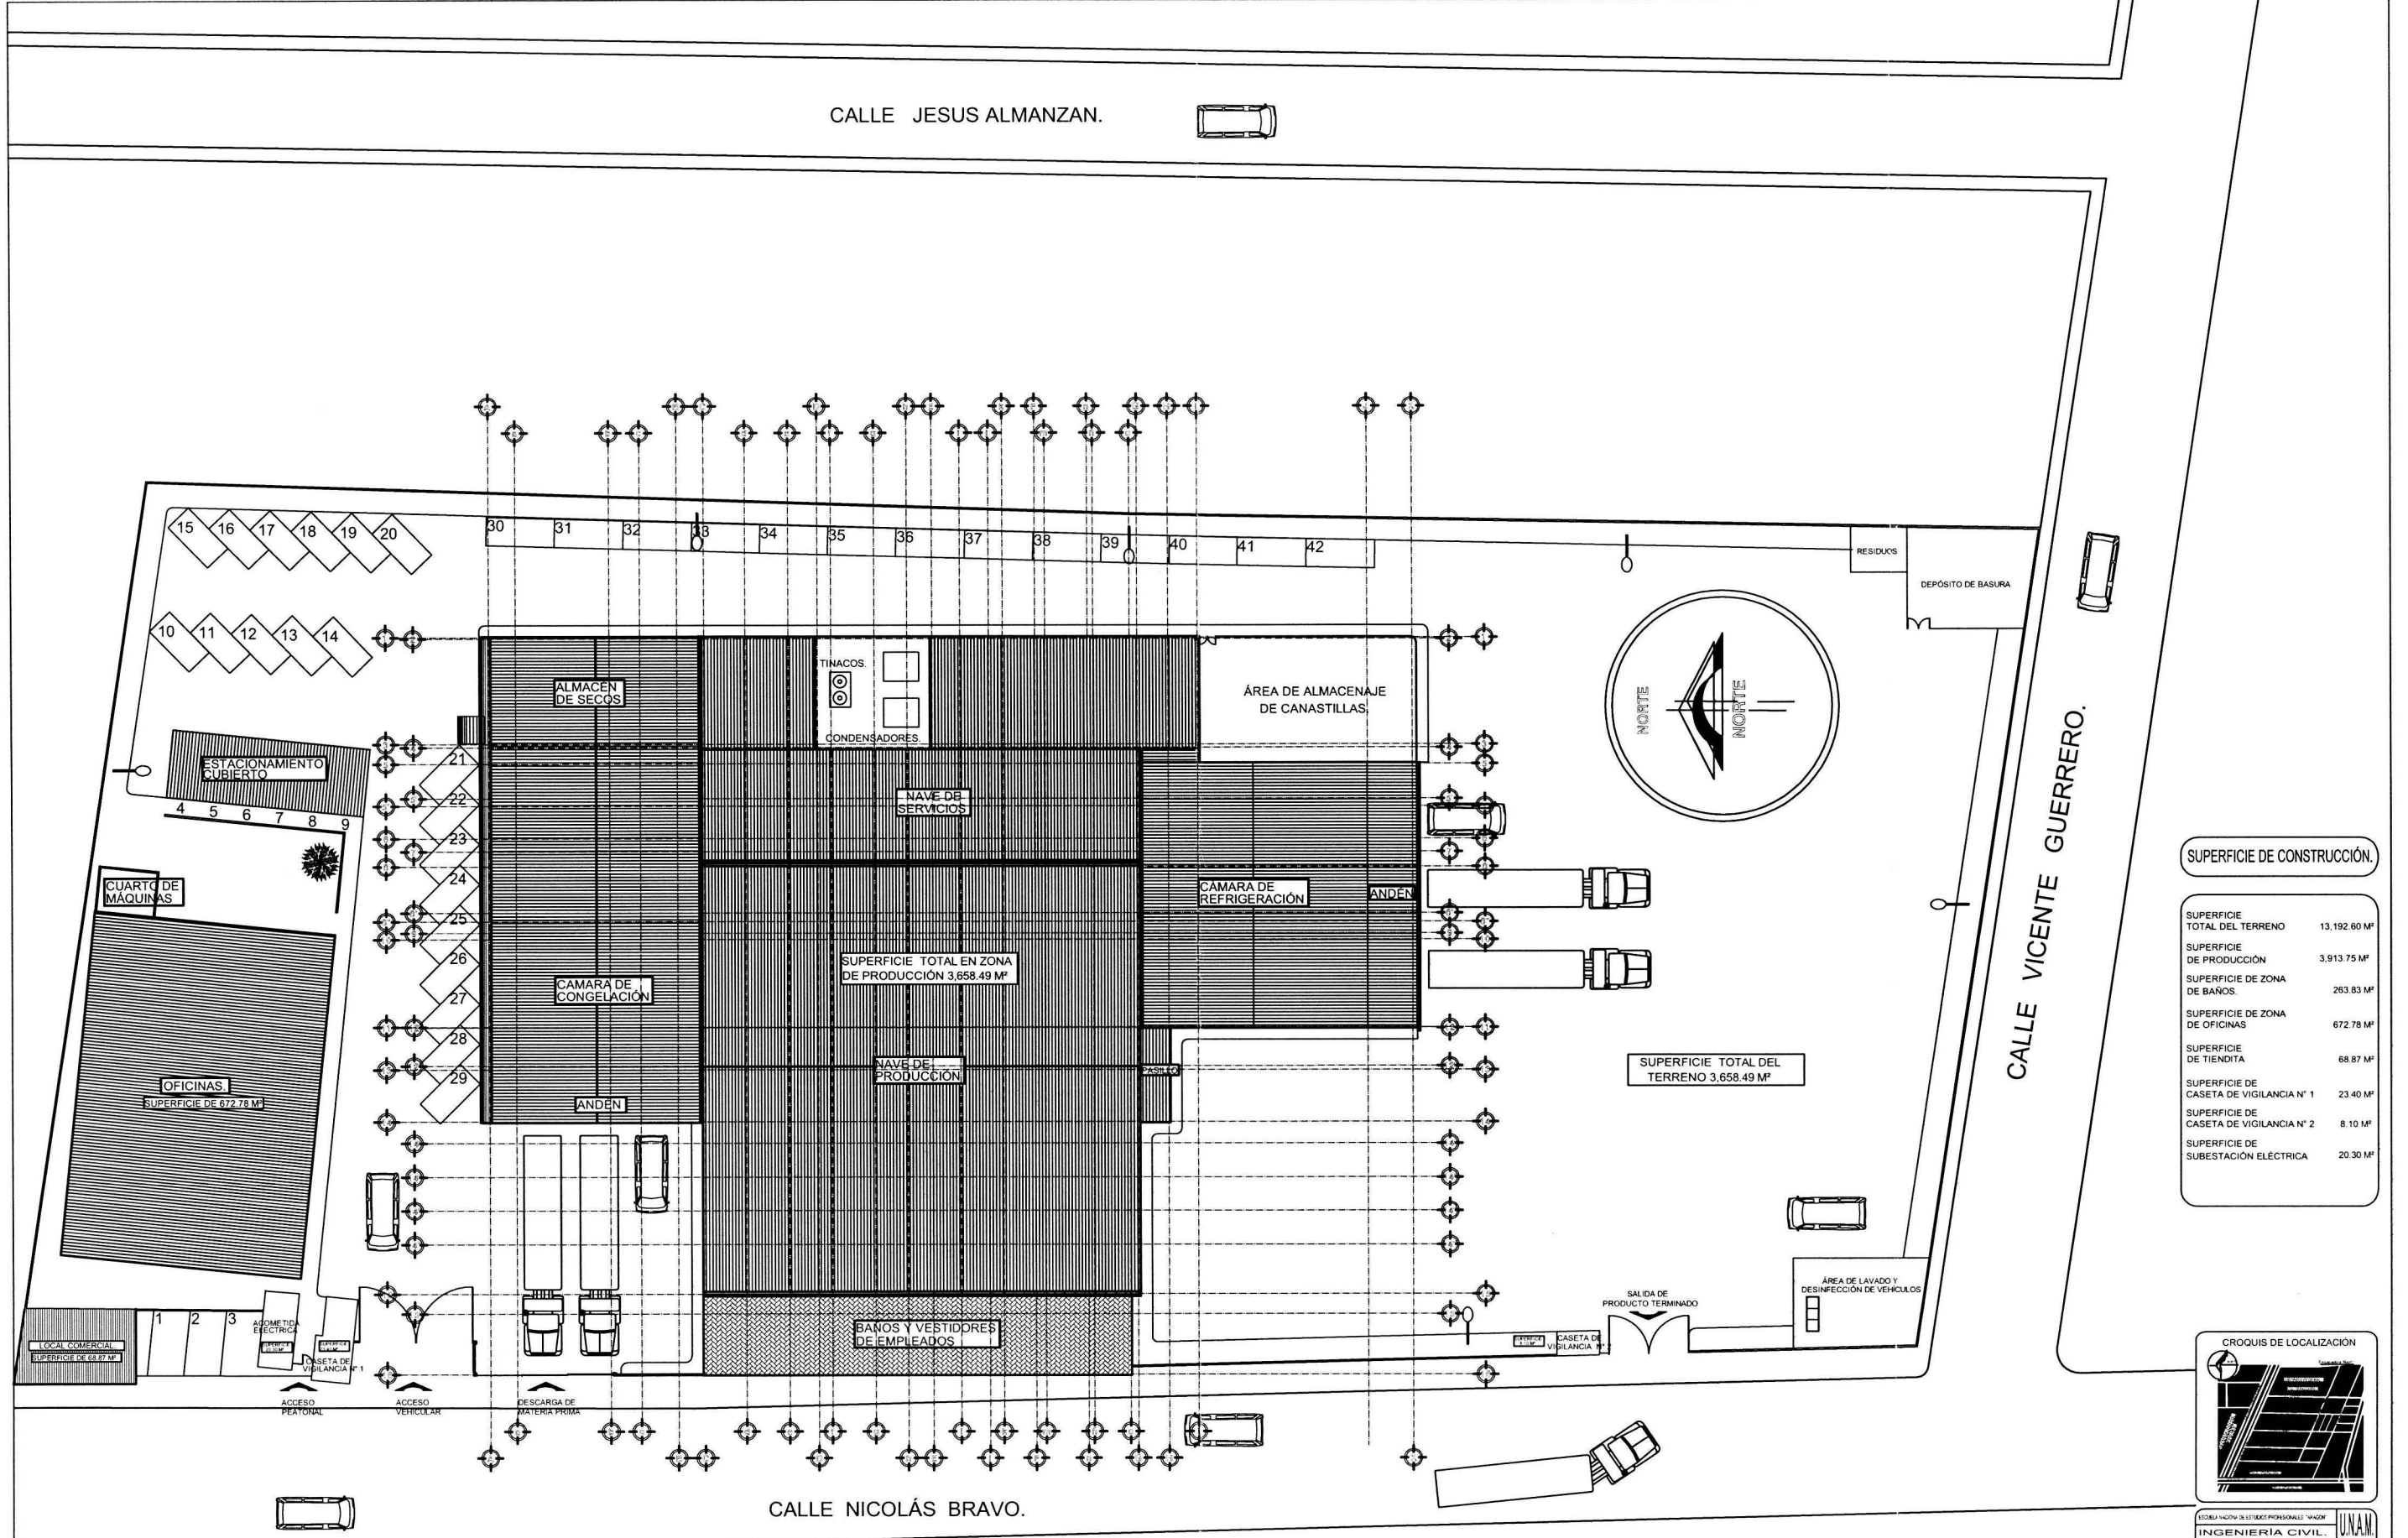 CALLE JESUS ALMANZAN.
15
16
17
18
19
20
30
31
32
33
34
35
36
37
38
39
40
41
42
RESIDUOS
DEPÓSITO DE BASURA
10
11
12
13
14
ALMACÉN
DE SECOS
TINACOS.
CONDENSADORES.
ÁREA DE ALMACENAJE
DE CANASTILLAS.
NORTE
NORTE
ESTACIONAMIENTO
CUBIERTO
4
5
6
7
8
9
21
22
23
24
25
26
27
28
29
NAVE DE
SERVICIOS
CUARTO DE
MÁQUINAS
CÁMARA DE
REFRIGERACIÓN
ANDÉN
SUPERFICIE TOTAL EN ZONA
DE PRODUCCIÓN 3,658.49 M²
CAMARA DE
CONGELACIÓN
NAVE DE
PRODUCCIÓN
PASILLO
ANDÉN
OFICINAS.
SUPERFICIE DE 672.78 M²
SUPERFICIE TOTAL DEL
TERRENO 3,658.49 M²
CALLE VICENTE GUERRERO.
SUPERFICIE DE CONSTRUCCIÓN.
SUPERFICIE
TOTAL DEL TERRENO 13,192.60 M²
SUPERFICIE
DE PRODUCCIÓN 3,913.75 M²
SUPERFICIE DE ZONA
DE BAÑOS. 263.83 M²
SUPERFICIE DE ZONA
DE OFICINAS 672.78 M²
SUPERFICIE
DE TIENDITA 68.87 M²
SUPERFICIE DE
CASETA DE VIGILANCIA N° 1 23.40 M²
SUPERFICIE DE
CASETA DE VIGILANCIA N° 2 8.10 M²
SUPERFICIE DE
SUBESTACIÓN ELÉCTRICA 20.30 M²
LOCAL COMERCIAL.
SUPERFICIE DE 68.87 M²
1
2
3
ACOMETIDA
ELÉCTRICA
CASETA DE
VIGILANCIA N° 1
BAÑOS Y VESTIDORES
DE EMPLEADOS
SALIDA DE
PRODUCTO TERMINADO
CASETA DE
VIGILANCIA N°
ÁREA DE LAVADO Y
DESINFECCIÓN DE VEHÍCULOS
ACCESO
PEATONAL
ACCESO
VEHICULAR
DESCARGA DE
MATERIA PRIMA
CALLE NICOLÁS BRAVO.
CROQUIS DE LOCALIZACIÓN
ESCUELA NACIONAL DE ESTUDIOS PROFESIONALES "ARAGÓN"
INGENIERÍA CIVIL.
U.N.A.M.